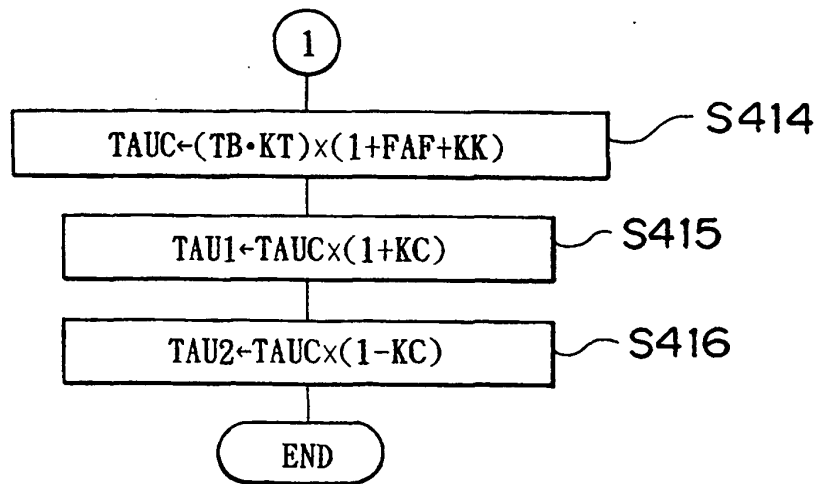 1
TAUC←(TB•KT)×(1+FAF+KK)
S414
TAU1←TAUC×(1+KC)
S415
TAU2←TAUC×(1-KC)
S416
END